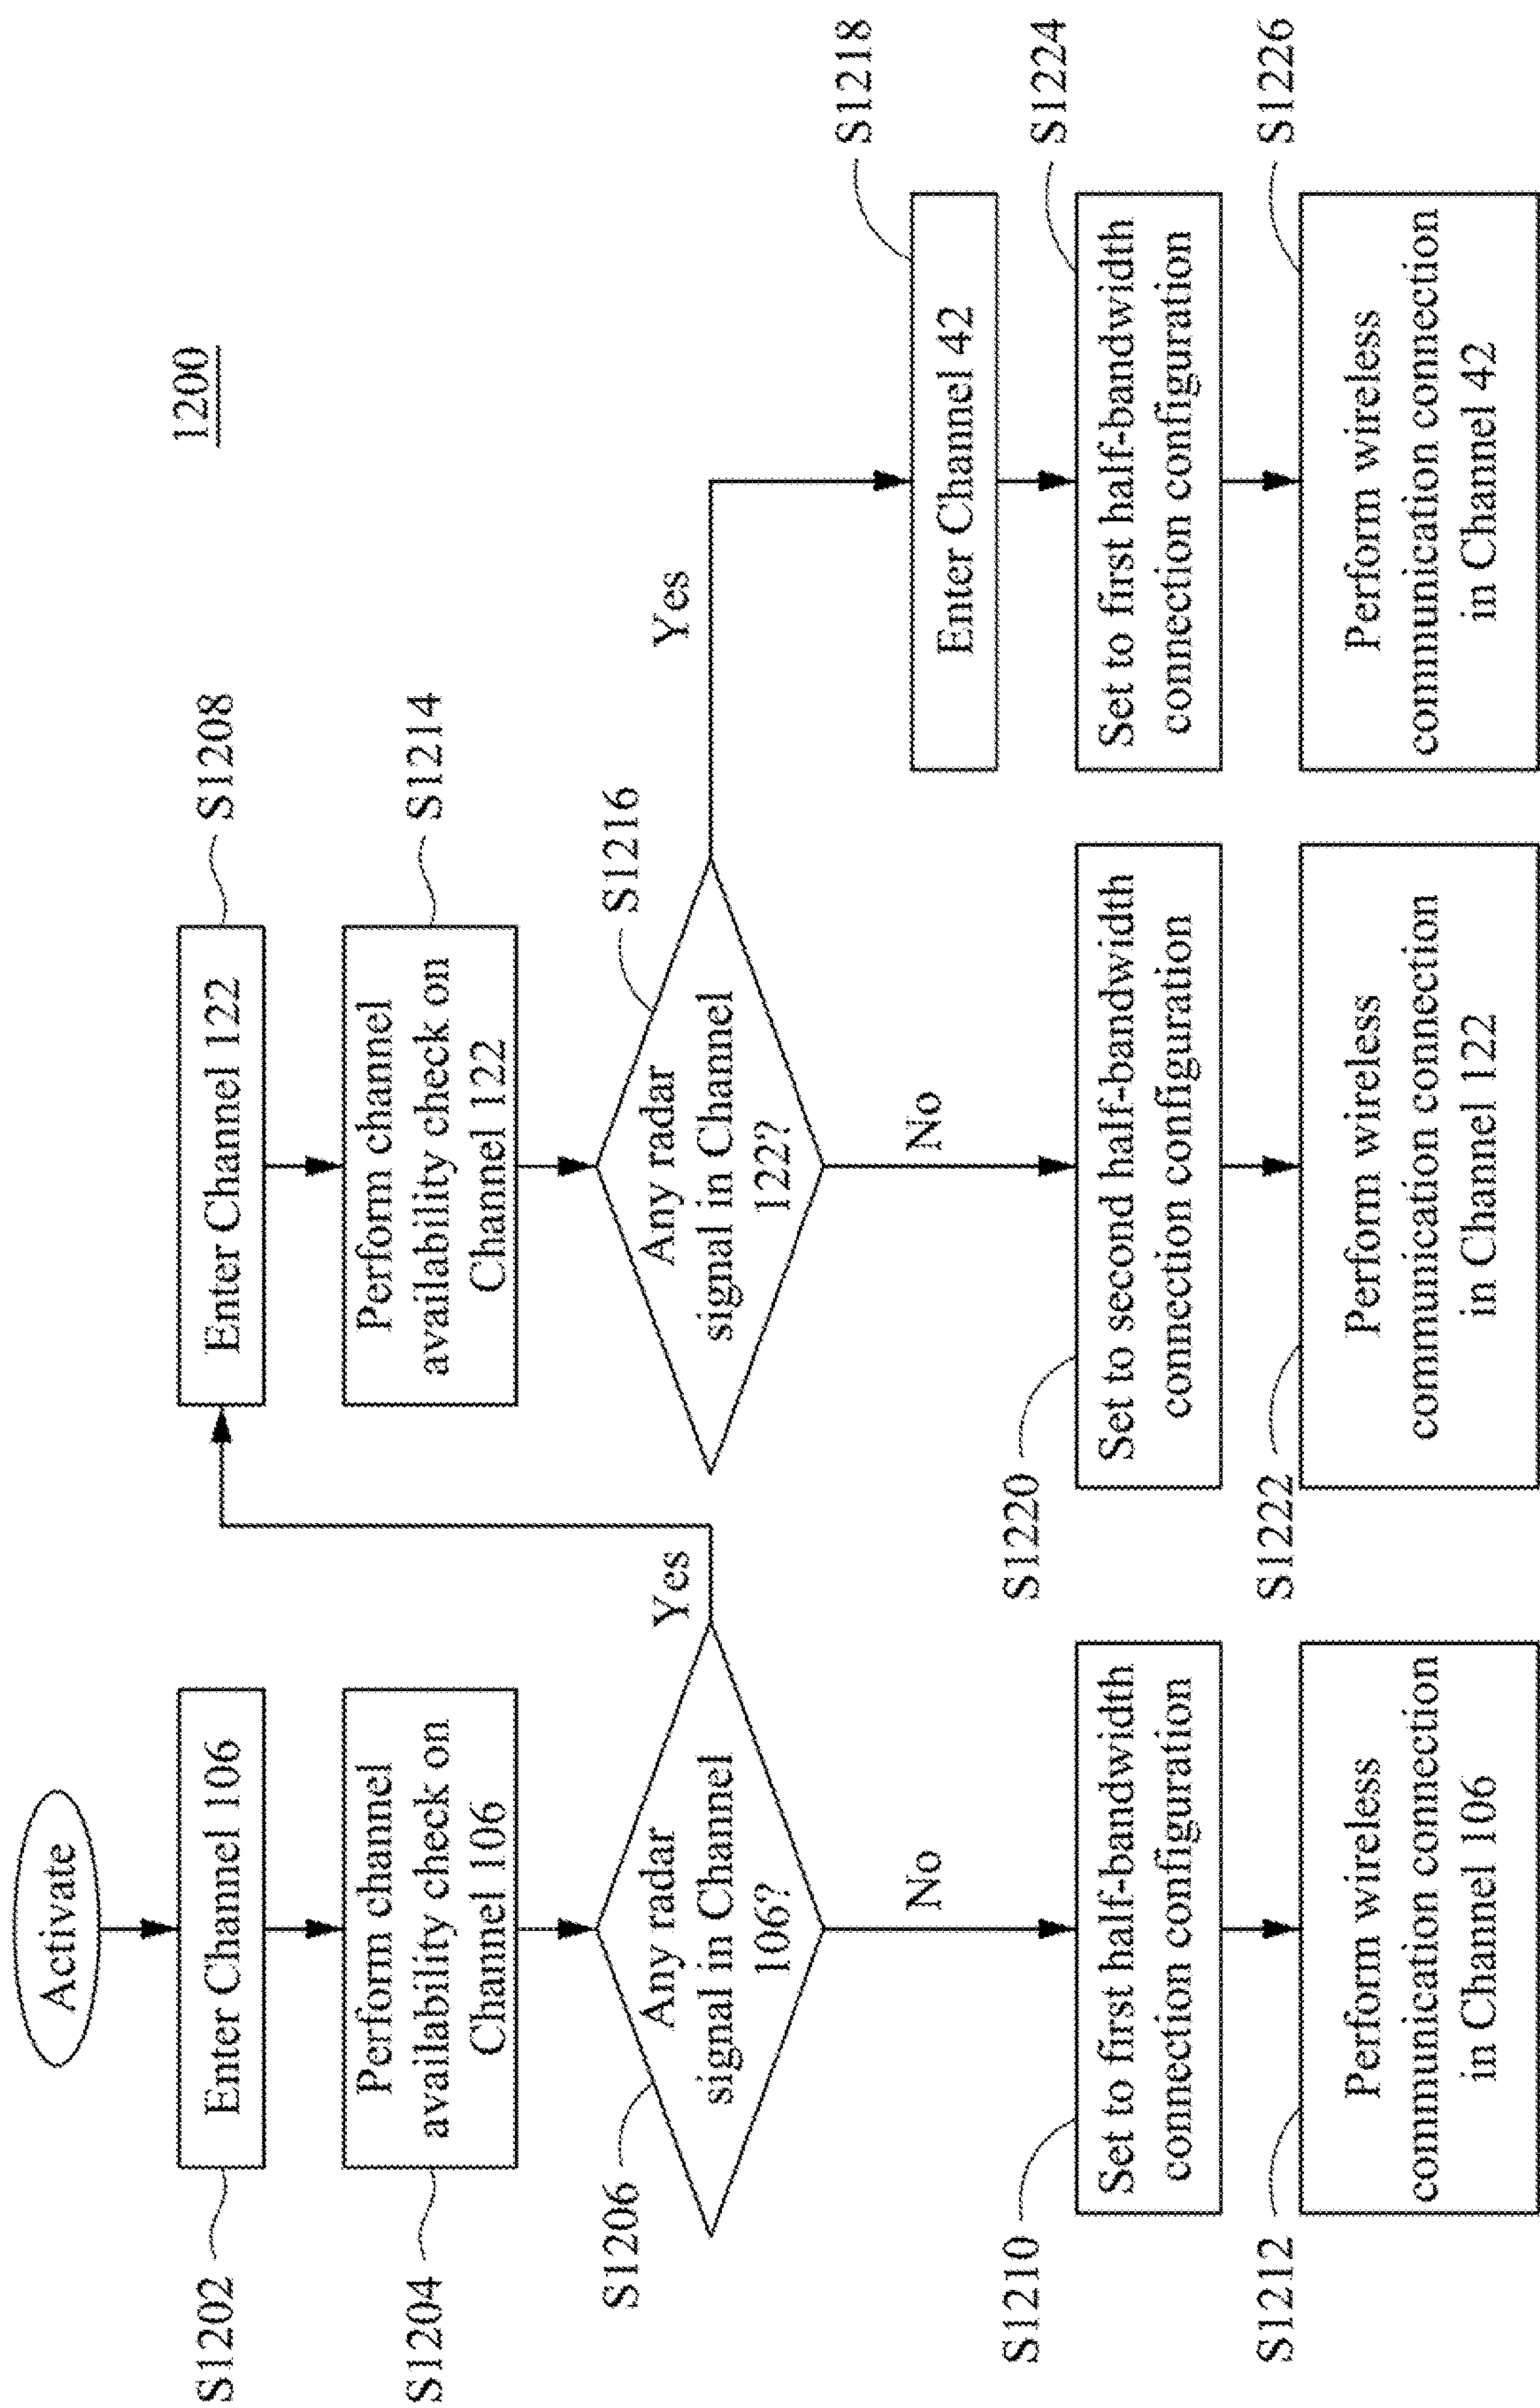 1200
Activate
S1202
Enter Channel 106
S1204
Perform channel
availability check on
Channel 106
S1206
Any radar
signal in Channel
106?
Yes
No
S1210
Set to first half-bandwidth
connection configuration
S1212
Perform wireless
communication connection
in Channel 106
Enter Channel 122
S1208
Perform channel
availability check on
Channel 122
S1214
Any radar
signal in Channel
122?
S1216
Yes
No
S1220
Set to second half-bandwidth
connection configuration
S1222
Perform wireless
communication connection
in Channel 122
Enter Channel 42
S1218
Set to first half-bandwidth
connection configuration
S1224
Perform wireless
communication connection
in Channel 42
S1226